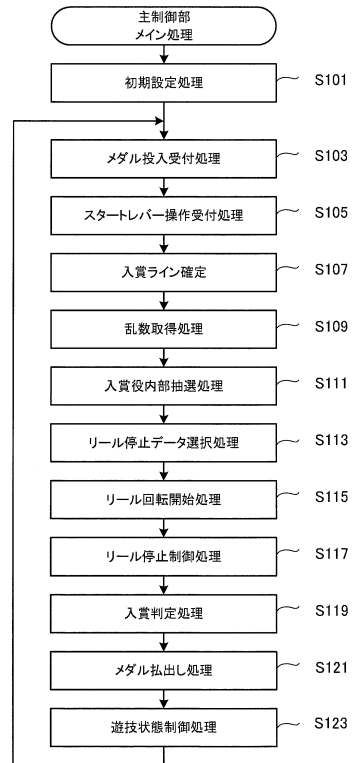 主制御部
メイン処理
初期設定処理 S101
メダル投入受付処理 S103
スタートレバー操作受付処理 S105
入賞ライン確定 S107
乱数取得処理 S109
入賞役内部抽選処理 S111
リール停止データ選択処理 S113
リール回転開始処理 S115
リール停止制御処理 S117
入賞判定処理 S119
メダル払出し処理 S121
遊技状態制御処理 S123